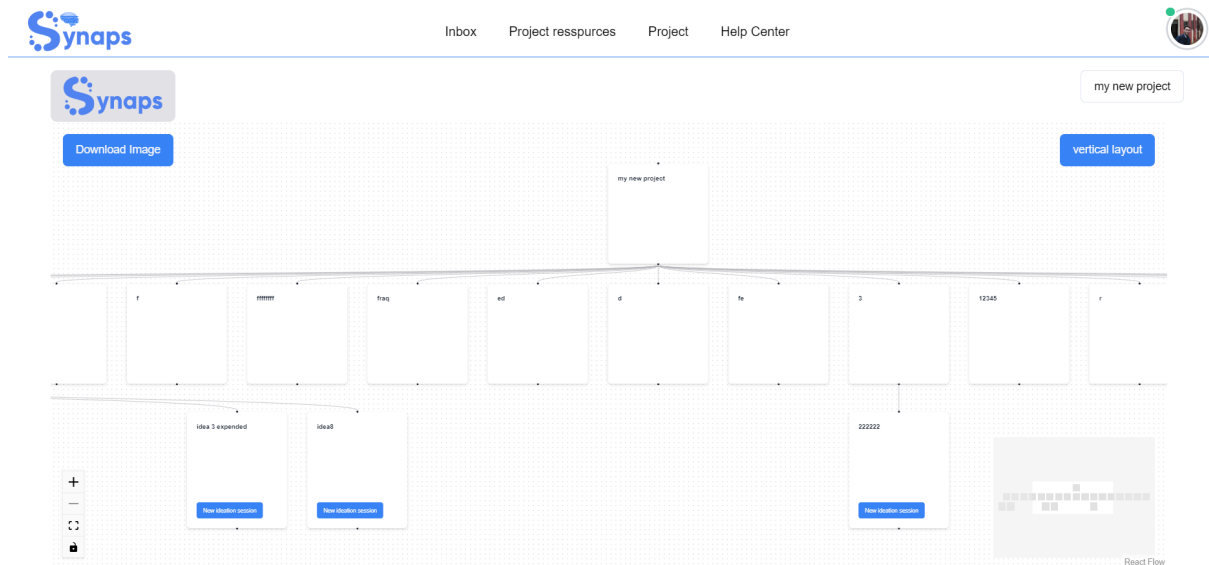 Synaps
Inbox Project resspurces Project Help Center
Synaps
my new project
Download Image
vertical layout
my new project
f
ffffffff
fraq
ed
d
fe
3
12345
r
idea 3 expended
idea8
222222
New ideation session
New ideation session
New ideation session
React Flow